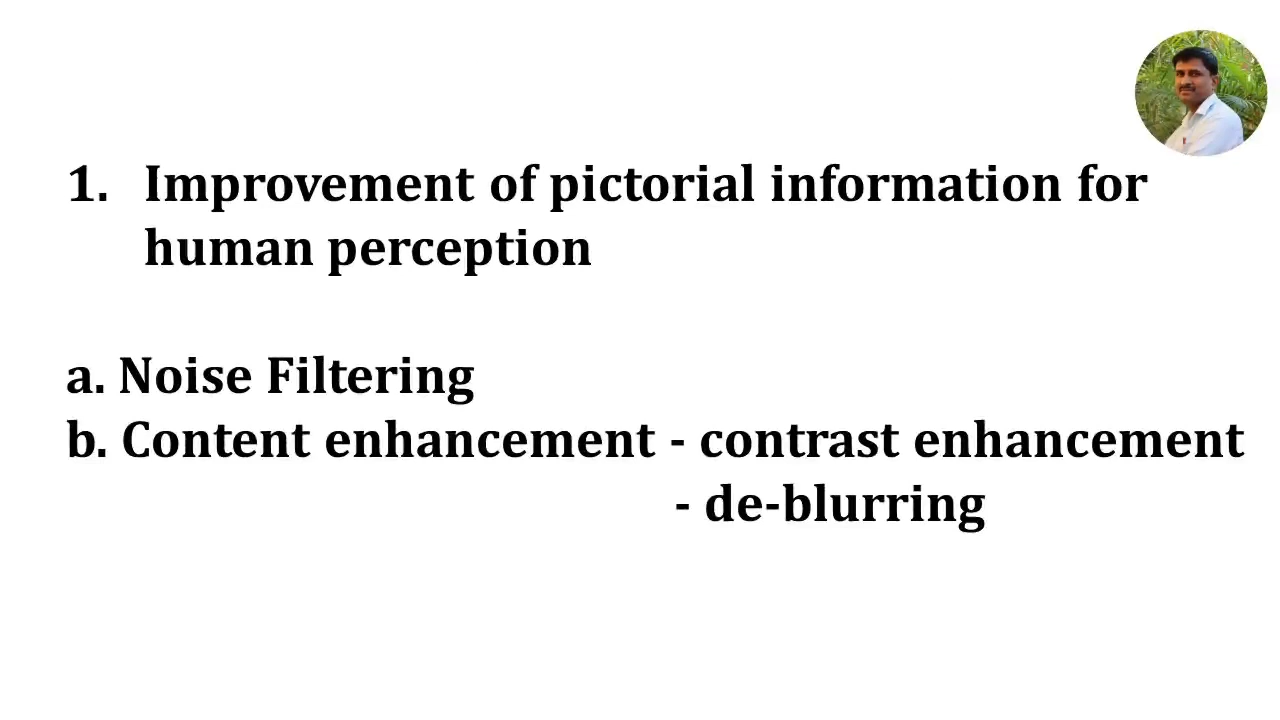 1. Improvement of pictorial information for
human perception
a. Noise Filtering
b. Content enhancement - contrast enhancement
- de-blurring